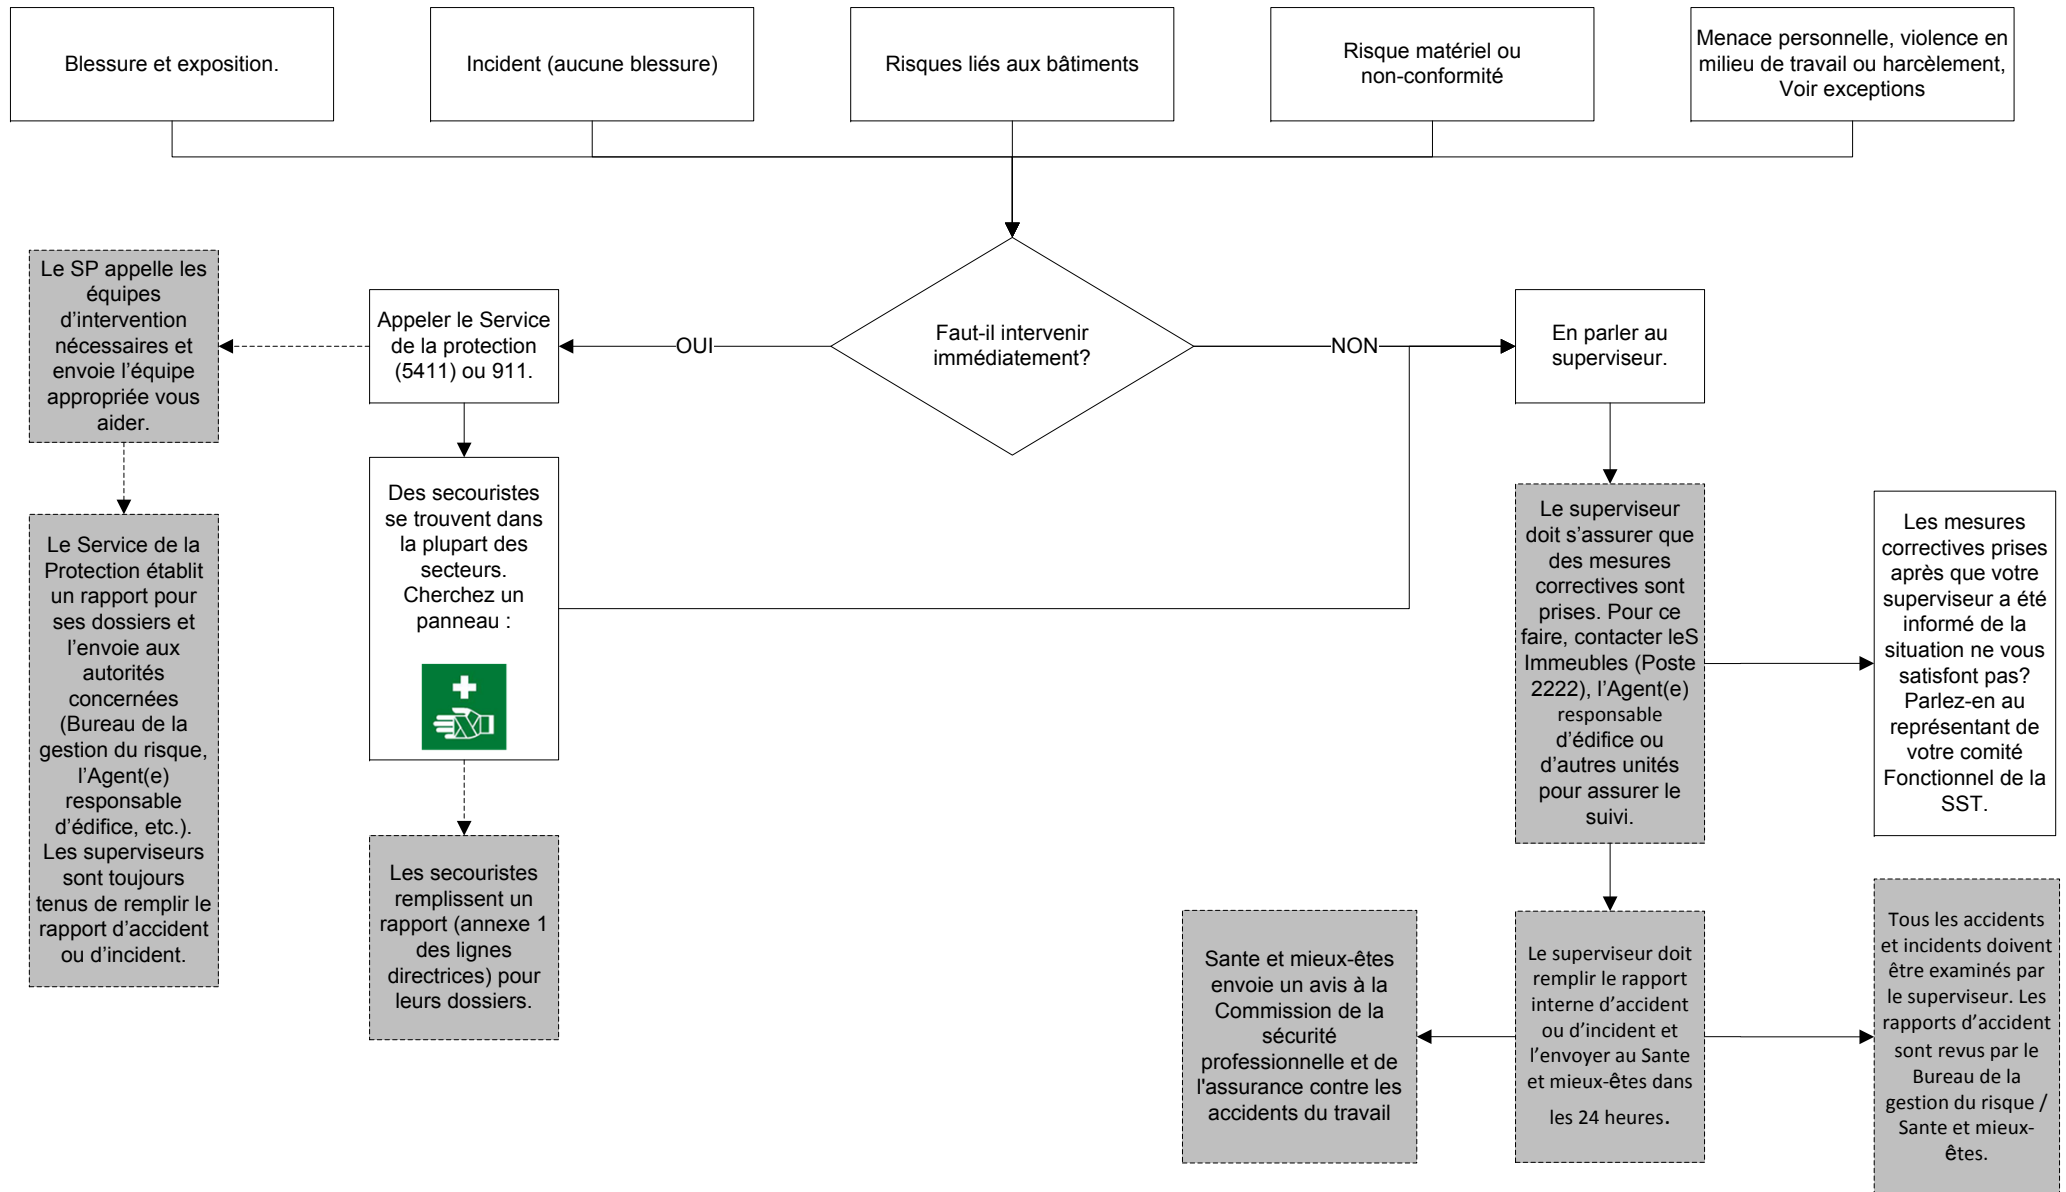 Blessure et exposition.
Incident (aucune blessure)
Risques liés aux bâtiments
Risque matériel ou
non-conformité
Menace personnelle, violence en
milieu de travail ou harcèlement,
Voir exceptions
Le SP appelle les
équipes
d’intervention
nécessaires et
envoie l’équipe
appropriée vous
aider.
Appeler le Service
de la protection
(5411) ou 911.
OUI
Faut-il intervenir
immédiatement?
NON
En parler au
superviseur.
Des secouristes
se trouvent dans
la plupart des
secteurs.
Cherchez un
panneau :
Le Service de la
Protection établit
un rapport pour
ses dossiers et
l’envoie aux
autorités
concernées
(Bureau de la
gestion du risque,
l’Agent(e)
responsable
d’édifice, etc.).
Les superviseurs
sont toujours
tenus de remplir le
rapport d’accident
ou d’incident.
Les secouristes
remplissent un
rapport (annexe 1
des lignes
directrices) pour
leurs dossiers.
Le superviseur
doit s’assurer que
des mesures
correctives sont
prises. Pour ce
faire, contacter leS
Immeubles (Poste
2222), l’Agent(e)
responsable
d’édifice ou
d’autres unités
pour assurer le
suivi.
Les mesures
correctives prises
après que votre
superviseur a été
informé de la
situation ne vous
satisfont pas?
Parlez-en au
représentant de
votre comité
Fonctionnel de la
SST.
Sante et mieux-êtes
envoie un avis à la
Commission de la
sécurité
professionnelle et de
l'assurance contre les
accidents du travail
Le superviseur doit
remplir le rapport
interne d’accident
ou d’incident et
l’envoyer au Sante
et mieux-êtes dans
les 24 heures.
Tous les accidents
et incidents doivent
être examinés par
le superviseur. Les
rapports d’accident
sont revus par le
Bureau de la
gestion du risque /
Sante et mieux-
êtes.